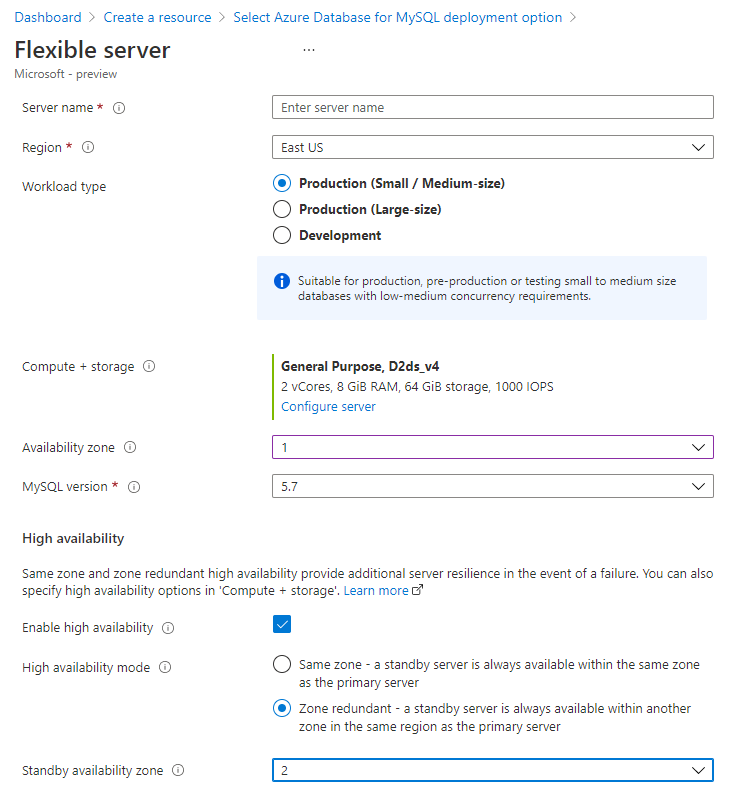 Dashboard > Create a resource > Select Azure Database for MySQL deployment option >
Flexible server ...
Microsoft - preview
Server name * Enter server name
Region * East US
Workload type
Production (Small / Medium-size)
Production (Large-size)
Development
Suitable for production, pre-production or testing small to medium size
databases with low-medium concurrency requirements.
Compute + storage General Purpose, D2ds_v4
2 vCores, 8 GiB RAM, 64 GiB storage, 1000 IOPS
Configure server
Availability zone 1
MySQL version * 5.7
High availability
Same zone and zone redundant high availability provide additional server resilience in the event of a failure. You can also
specify high availability options in 'Compute + storage'. Learn more
Enable high availability
High availability mode
Same zone - a standby server is always available within the same zone
as the primary server
Zone redundant - a standby server is always available within another
zone in the same region as the primary server
Standby availability zone 2